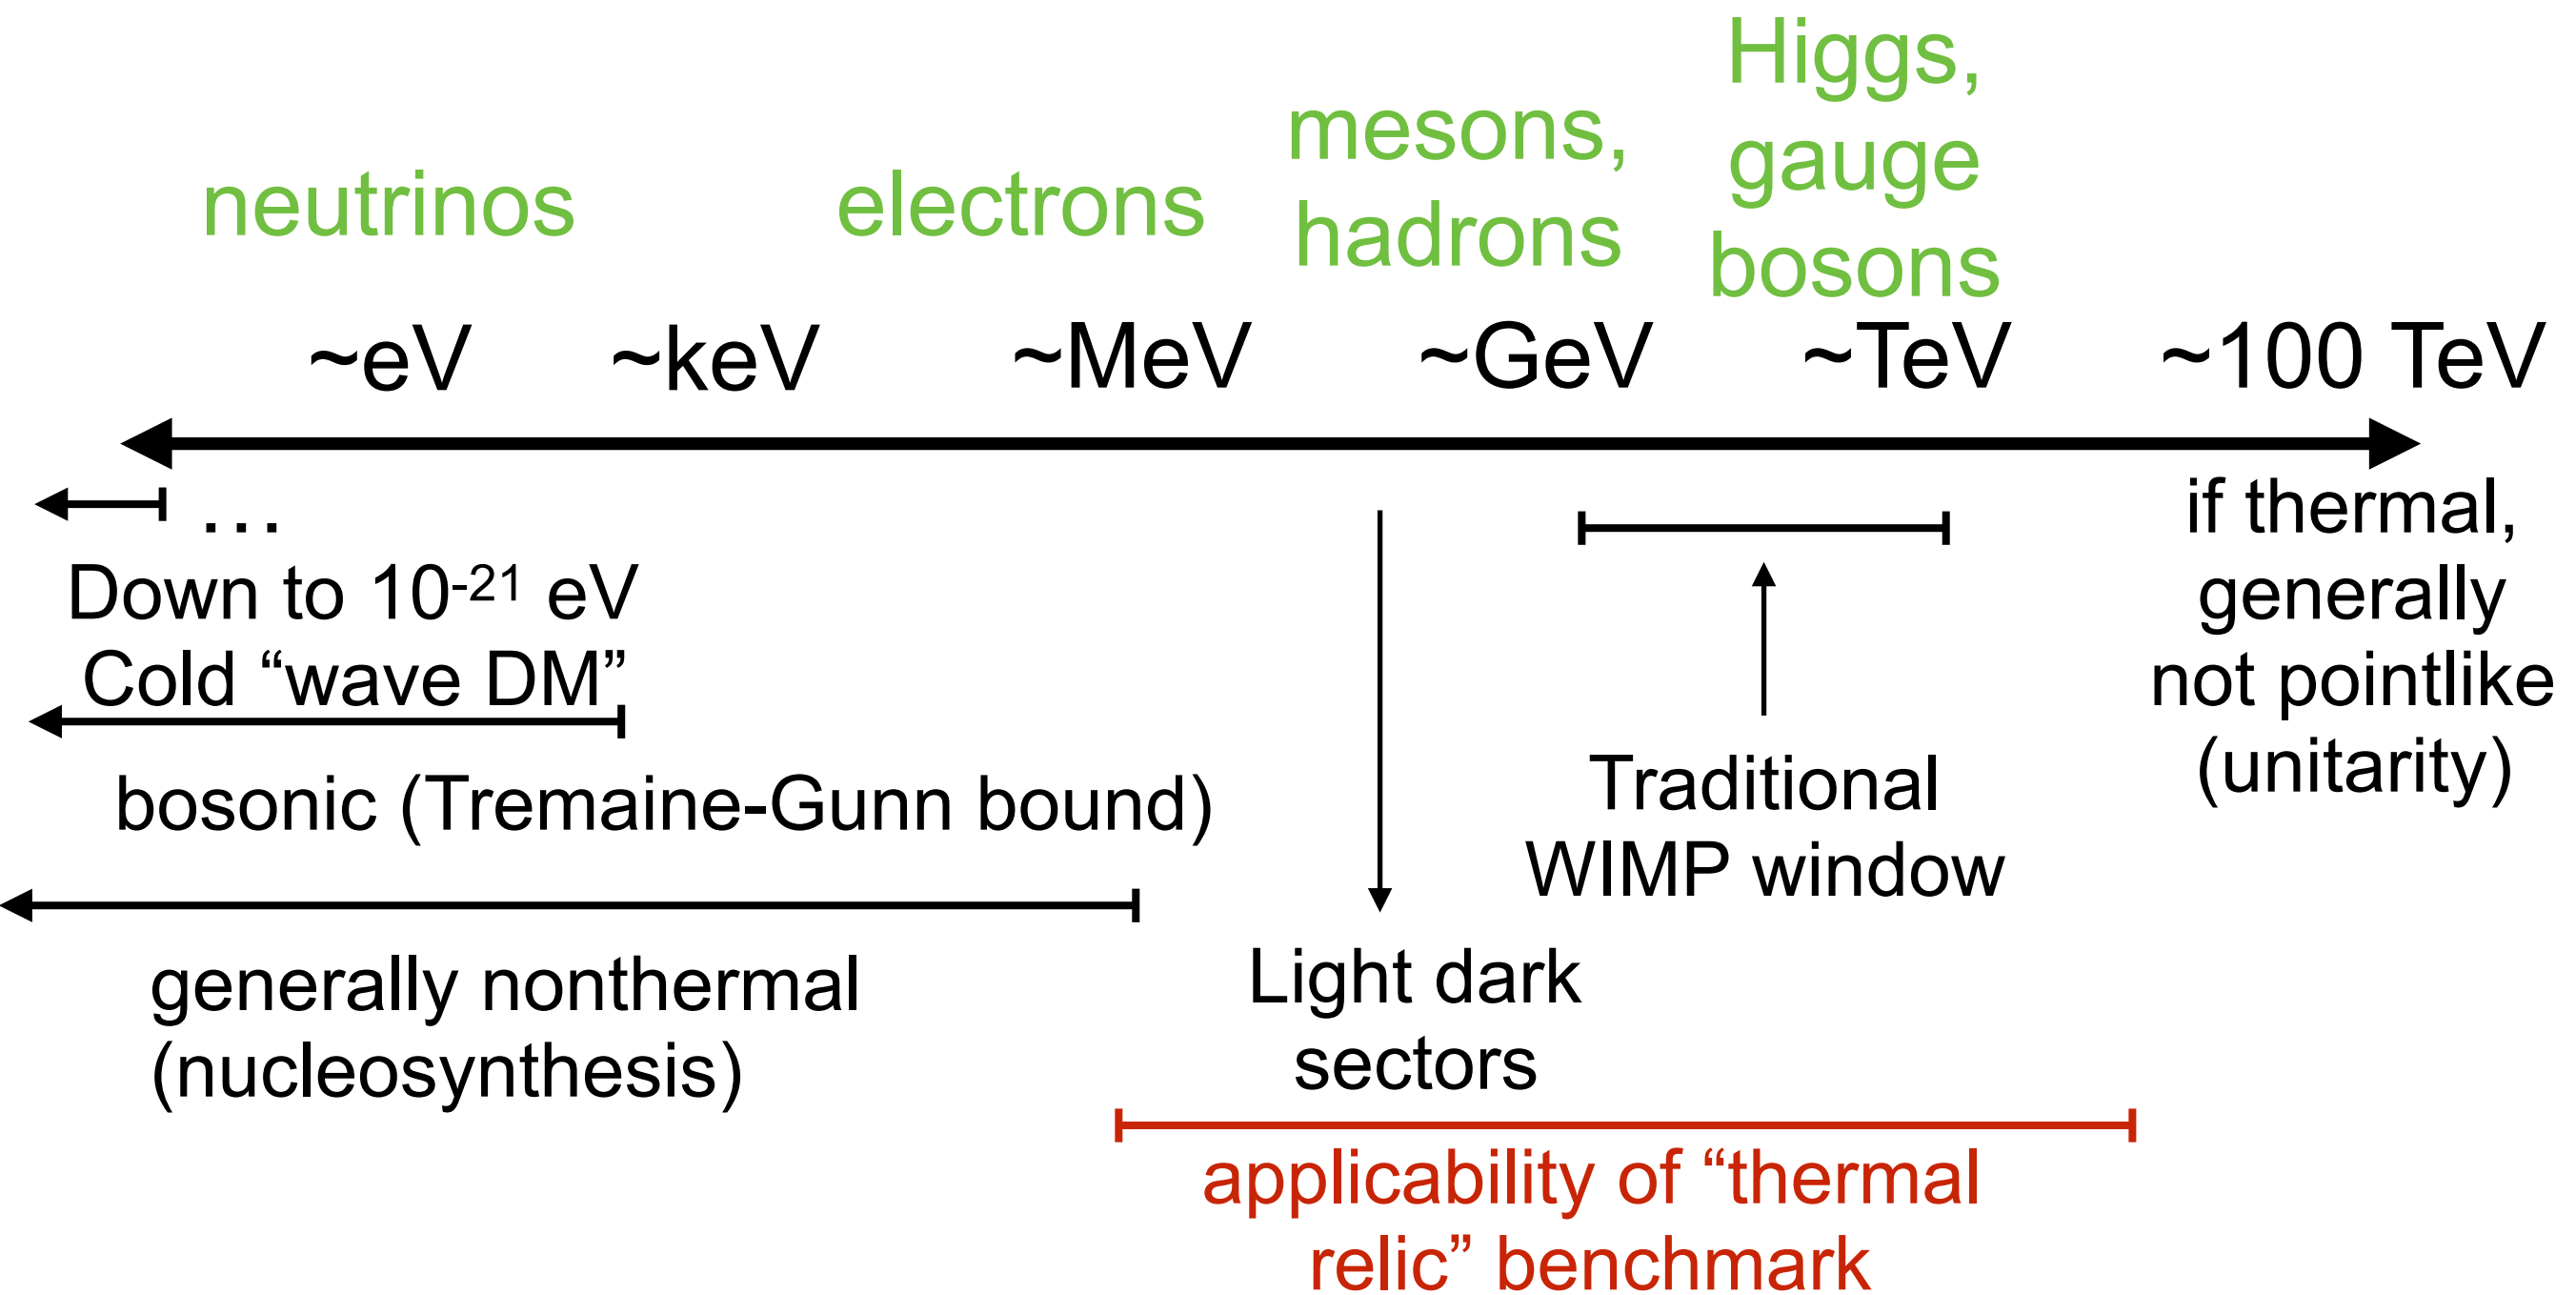 neutrinos
electrons
mesons,
hadrons
Higgs,
gauge
bosons
~eV
~keV
~MeV
~GeV
~TeV
~100 TeV
...
Down to 10⁻²¹ eV
Cold “wave DM”
bosonic (Tremaine-Gunn bound)
generally nonthermal
(nucleosynthesis)
Light dark
sectors
Traditional
WIMP window
if thermal,
generally
not pointlike
(unitarity)
applicability of “thermal
relic” benchmark